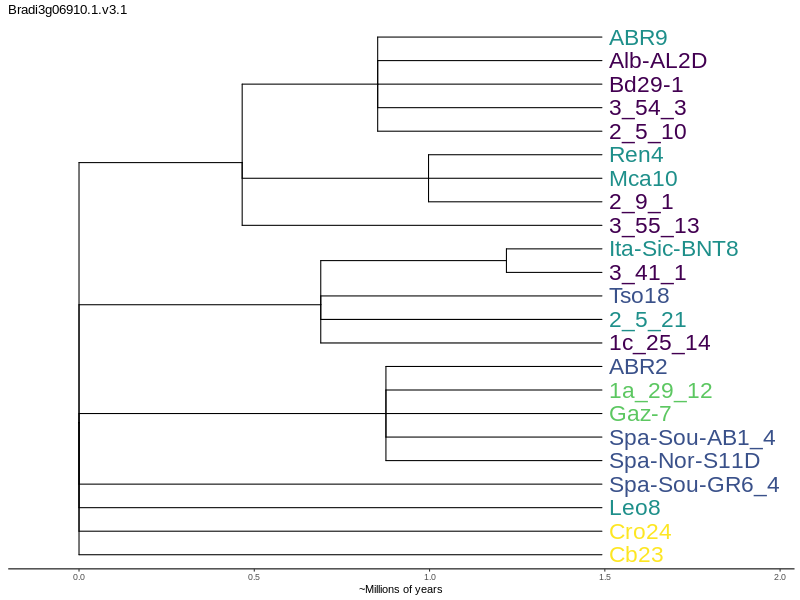 Bradi3g06910.1.v3.1
ABR9
Alb-AL2D
Bd29-1
3_54_3
2_5_10
Ren4
Mca10
2_9_1
3_55_13
Ita-Sic-BNT8
3_41_1
Tso18
2_5_21
1c_25_14
ABR2
1a_29_12
Gaz-7
Spa-Sou-AB1_4
Spa-Nor-S11D
Spa-Sou-GR6_4
Leo8
Cro24
Cb23
0.0 0.5 1.0 1.5 2.0
~Millions of years